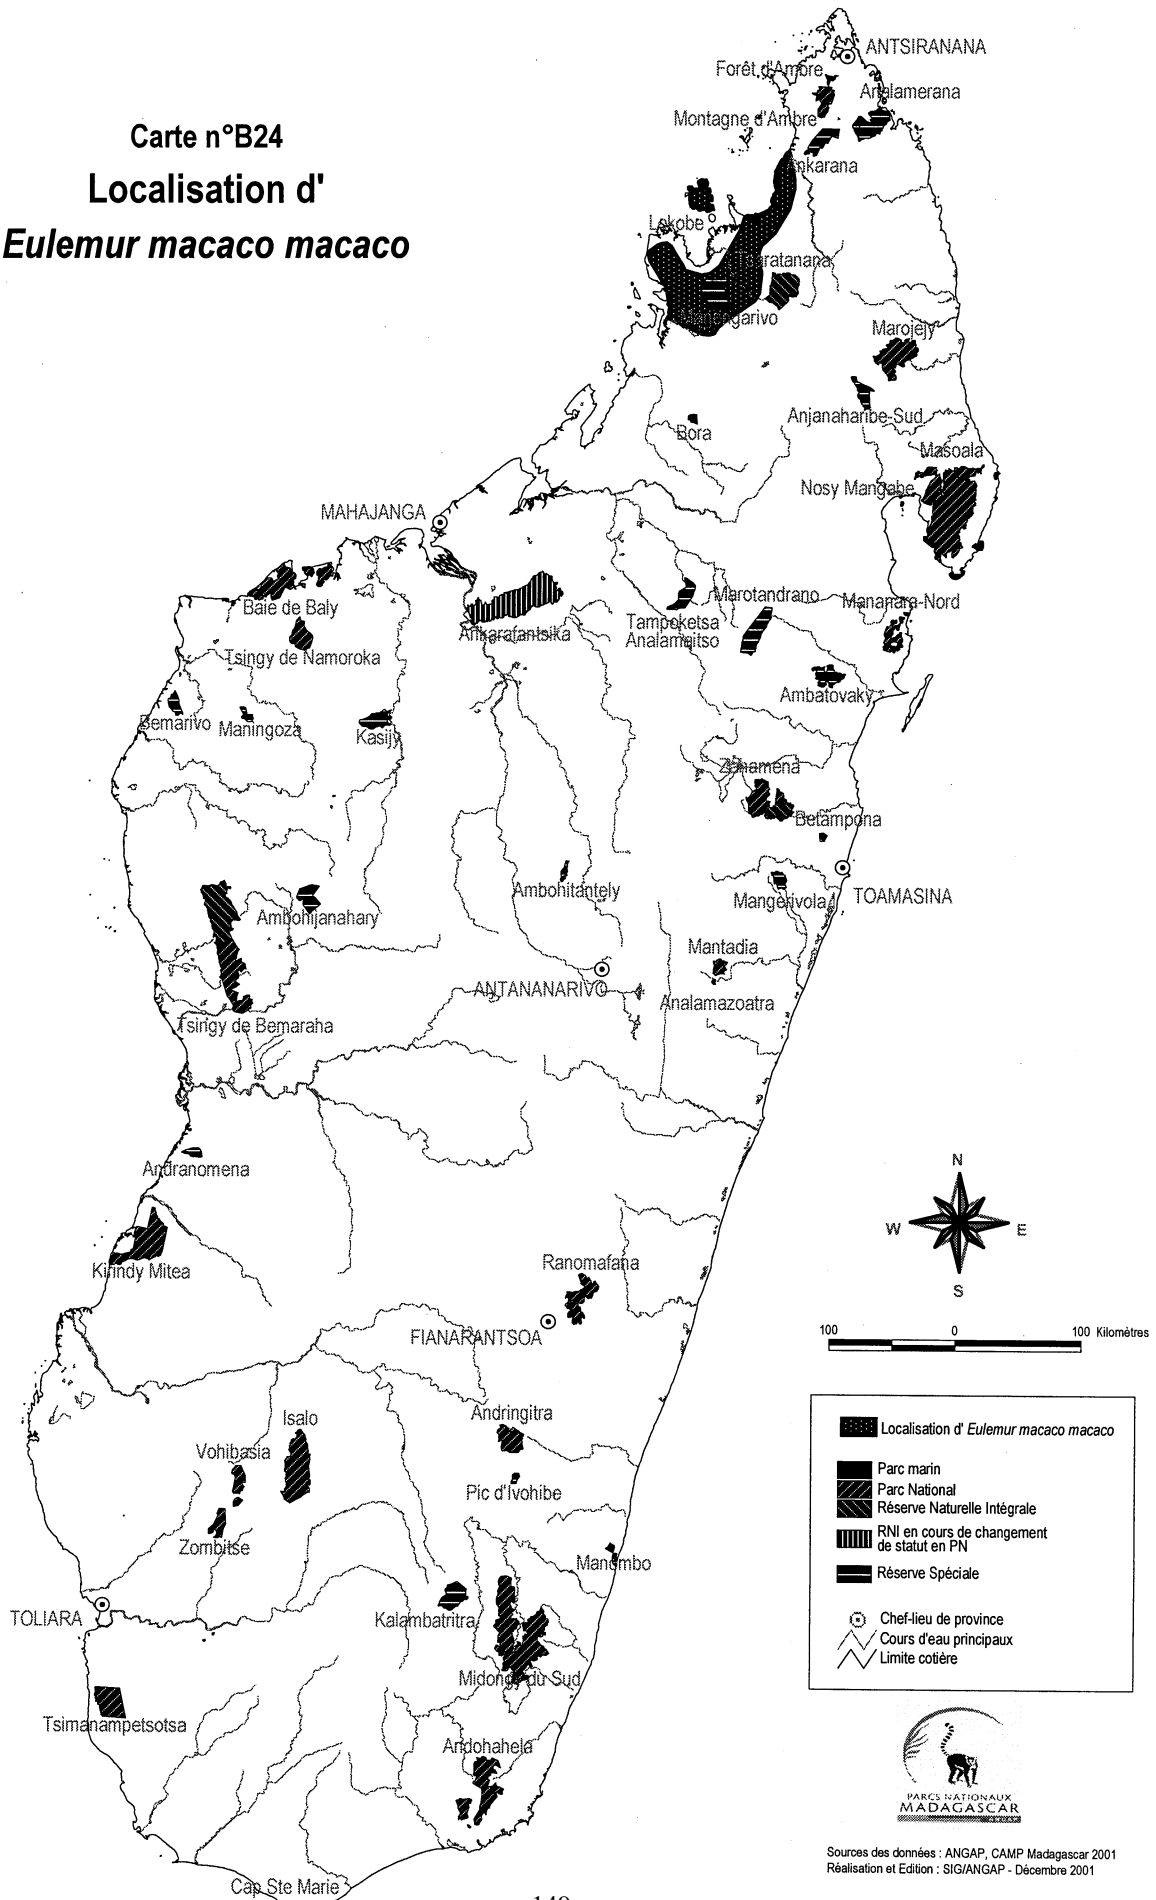 Carte n°B24
Localisation d'
Eulemur macaco macaco
ANTSIRANANA
Forêt d'Ambre
Analamerana
Montagne d'Ambre
Ankarana
Lokobe
Tsaratanana
Manongarivo
Marojejy
Anjanaharibe-Sud
Bora
Masoala
Nosy Mangabe
MAHAJANGA
Baie de Baly
Ankarafantsika
Marotandrano
Mananara-Nord
Tampoketsa
Analamaitso
Tsingy de Namoroka
Ambatovaky
Bemarivo
Maningoza
Kasijy
Zahamena
Betampona
Ambohitantely
TOAMASINA
Mangerivola
Ambohijanahary
Mantadia
ANTANANARIVO
Analamazoatra
Tsingy de Bemaraha
Andranomena
N
W
E
S
Kirindy Mitea
Ranomafana
FIANARANTSOA
100 0 100 Kilomètres
Isalo
Andringitra
Vohibasia
Pic d'Ivohibe
Zombitse
Manombo
TOLIARA
Kalambatritra
Midongy du Sud
Tsimanampetsotsa
Andohahela
Cap Ste Marie
Localisation d' Eulemur macaco macaco
Parc marin
Parc National
Réserve Naturelle Intégrale
RNI en cours de changement
de statut en PN
Réserve Spéciale
Chef-lieu de province
Cours d'eau principaux
Limite cotière
PARCS NATIONAUX
MADAGASCAR
Sources des données : ANGAP, CAMP Madagascar 2001
Réalisation et Edition : SIG/ANGAP - Décembre 2001